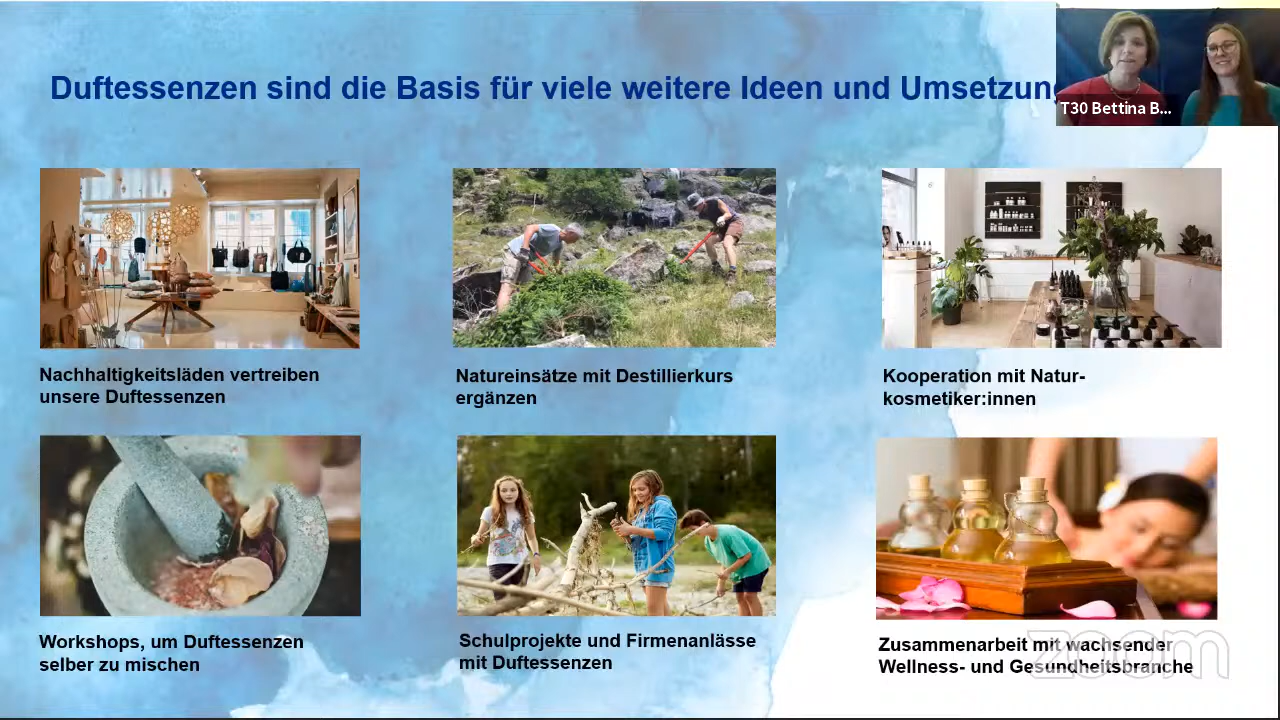 Duftessenzen sind die Basis für viele weitere Ideen und Umsetzung
T30 Bettina B...
Nachhaltigkeitsläden vertreiben
unsere Duftessenzen
Natureinsätze mit Destillierkurs
ergänzen
Kooperation mit Natur-
kosmetiker:innen
Workshops, um Duftessenzen
selber zu mischen
Schulprojekte und Firmenanlässe
mit Duftessenzen
Zusammenarbeit mit wachsender
Wellness- und Gesundheitsbranche
zoom